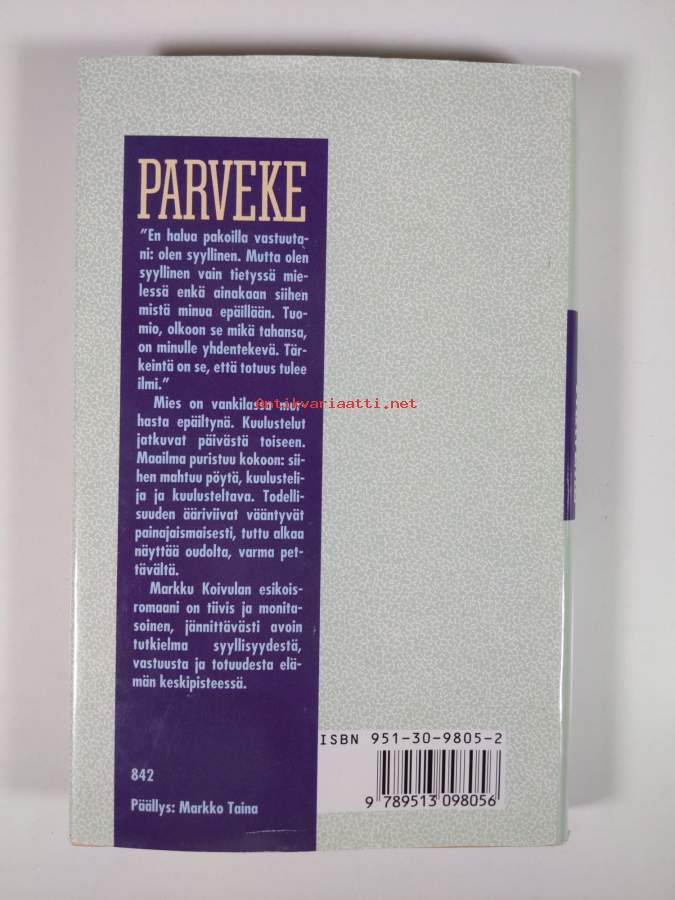 PARVEKE
"En halua pakoilla vastuuta-
ni: olen syyllinen. Mutta olen
syyllinen vain tietyssä mie-
lessä enkä ainakaan siihen
mistä minua epäillään. Tuo-
mio, olkoon se mikä tahansa,
on minulle yhdentekevä. Tär-
keintä on se, että totuus tulee
ilmi."
Mies on vankilassa mur-
hasta epäiltynä. Kuulustelut
jatkuvat päivästä toiseen.
Maailma puristuu kokoon: sii-
hen mahtuu pöytä, kuulusteli-
ja ja kuulusteltava. Todelli-
suuden ääriviivat vääntyvät
painajaismaisesti, tuttu alkaa
näyttää oudolta, varma pet-
tävältä.
Markku Koivulan esikois-
romaani on tiivis ja monita-
soinen, jännittävästi avoin
tutkielma syyllisyydestä,
vastuusta ja totuudesta elä-
män keskipisteessä.
842
Päällys: Markko Taina
ISBN 951-30-9805-2
9 789513 098056
Antikvariaatti.net